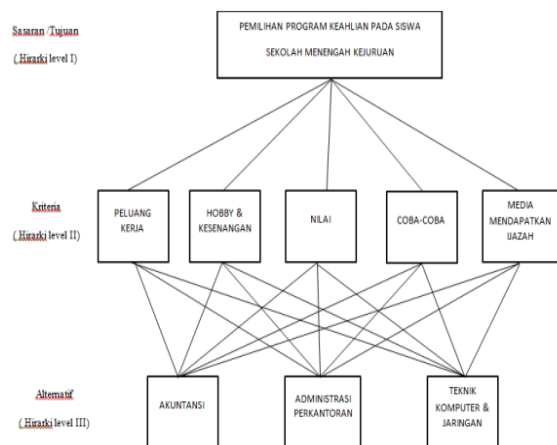 Sasaran /Tujuan
( Hirarki level I)
PEMILIHAN PROGRAM KEAHLIAN PADA SISWA
SEKOLAH MENENGAH KEJURUAN
Kriteria
( Hirarki level II)
PELUANG
KERJA
HOBBY &
KESENANGAN
NILAI
COBA-COBA
MEDIA
MENDAPATKAN
IJAZAH
Alternatif
( Hirarki level III)
AKUNTANSI
ADMINISTRASI
PERKANTORAN
TEKNIK
KOMPUTER &
JARINGAN